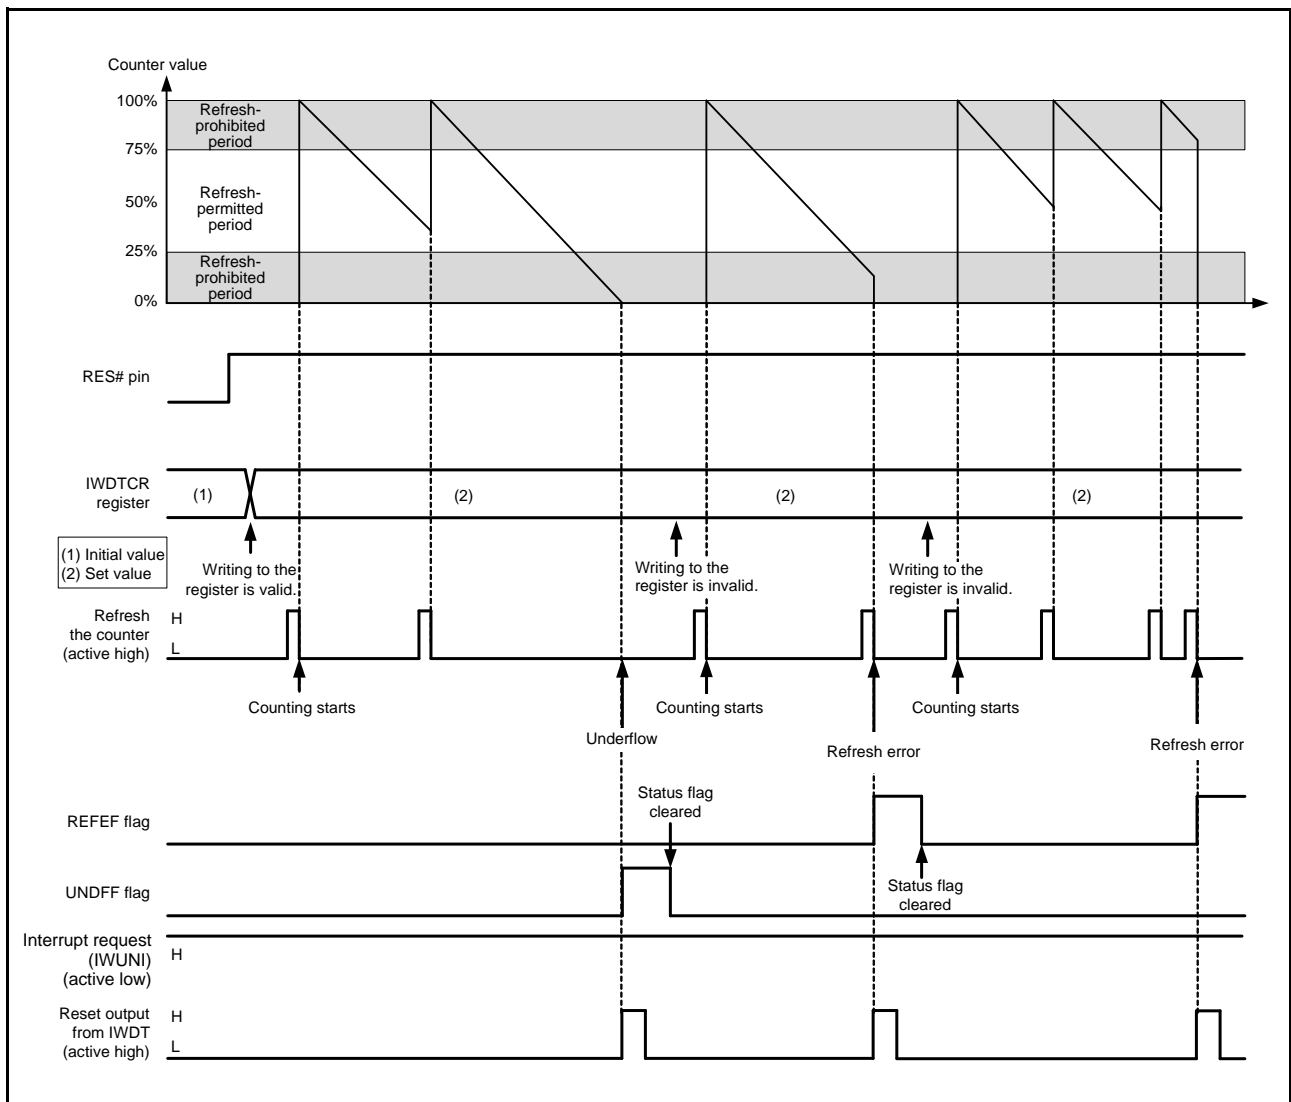 Counter value
100%
Refresh-
prohibited
period
75%
Refresh-
permitted
period
50%
25%
Refresh-
prohibited
period
0%
RES# pin
IWDTCR
register
(1)
(2)
(2)
(2)
(1) Initial value
(2) Set value
Writing to the
register is valid.
Writing to the
register is invalid.
Writing to the
register is invalid.
Refresh
the counter
(active high)
H
L
Counting starts
Counting starts
Counting starts
Underflow
Refresh error
Refresh error
Status flag
cleared
REFEF flag
Status flag
cleared
UNDFF flag
Interrupt request
(IWUNI)
(active low)
H
Reset output
from IWDT
(active high)
H
L